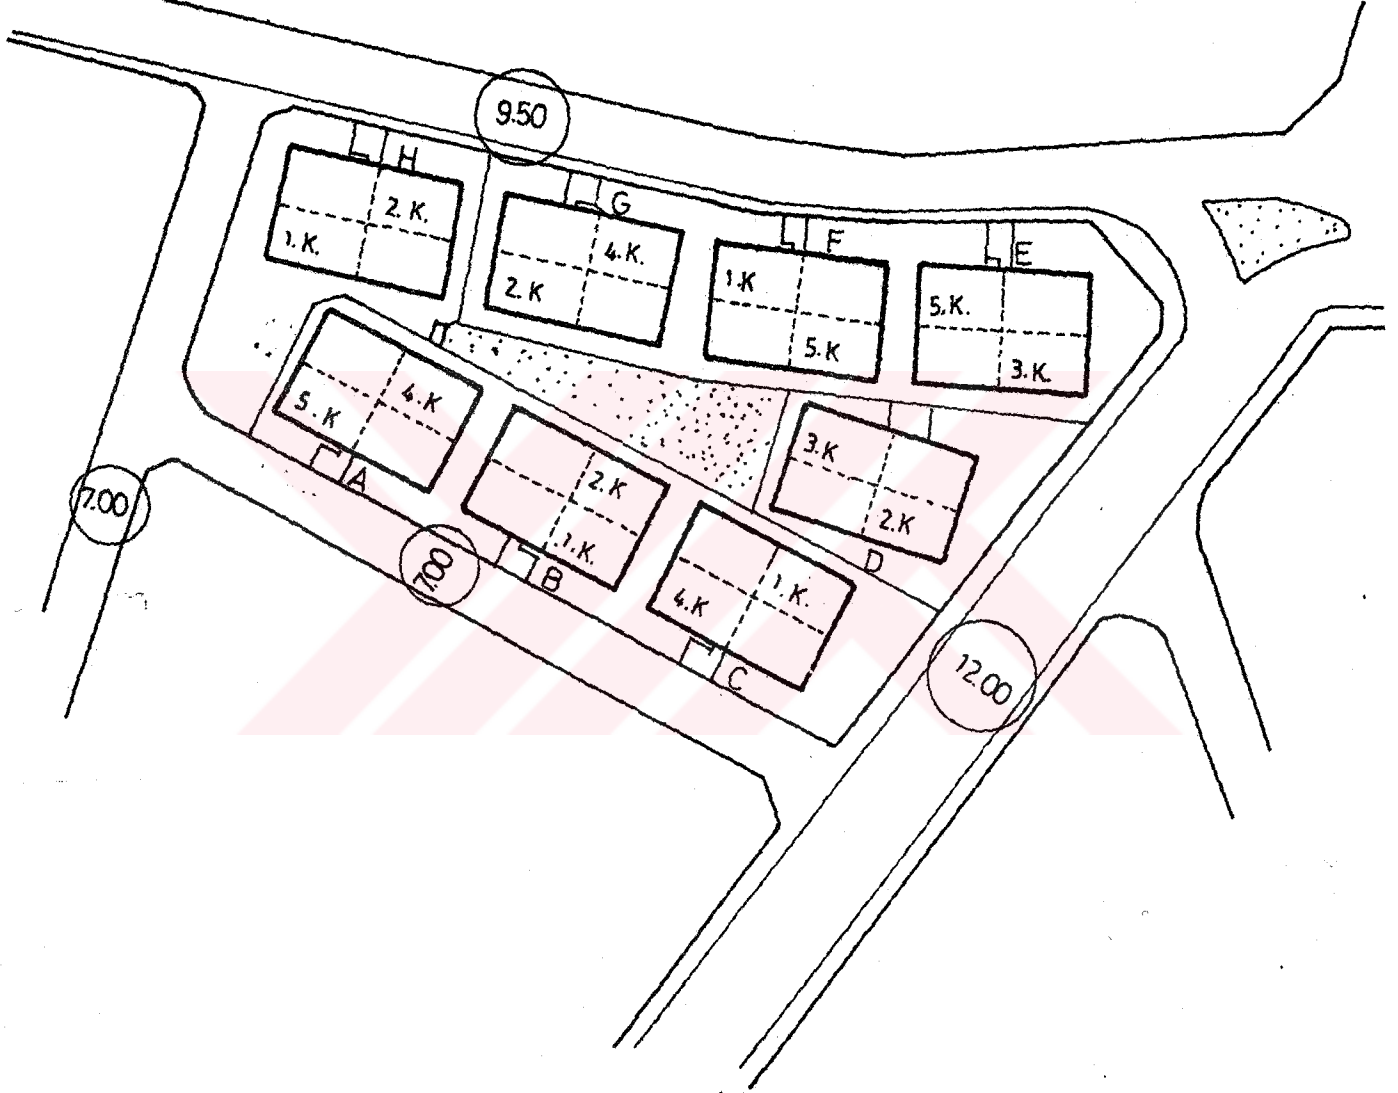 9.50
H
2. K.
1. K.
G
4. K
2. K
F
1. K
5. K
E
5. K.
3. K.
4. K
5. K
A
2. K
1. K.
B
3. K
2. K
D
1. K.
4. K
C
7.00
7.00
12.00